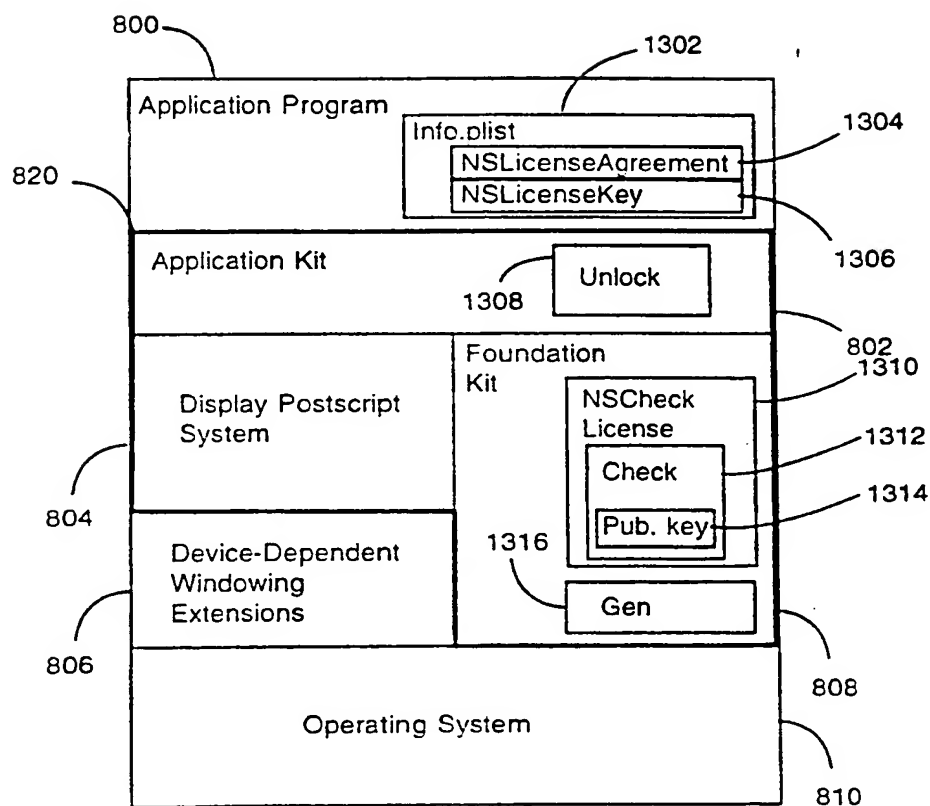 800
1302
Application Program
Info.plist
1304
NSLicenseAgreement
820
NSLicenseKey
Application Kit
1306
1308
Unlock
802
Foundation
Kit
1310
Display Postscript
System
NSCheck
License
1312
Check
1314
804
Pub. key
1316
Device-Dependent
Windowing
Extensions
Gen
806
808
Operating System
810